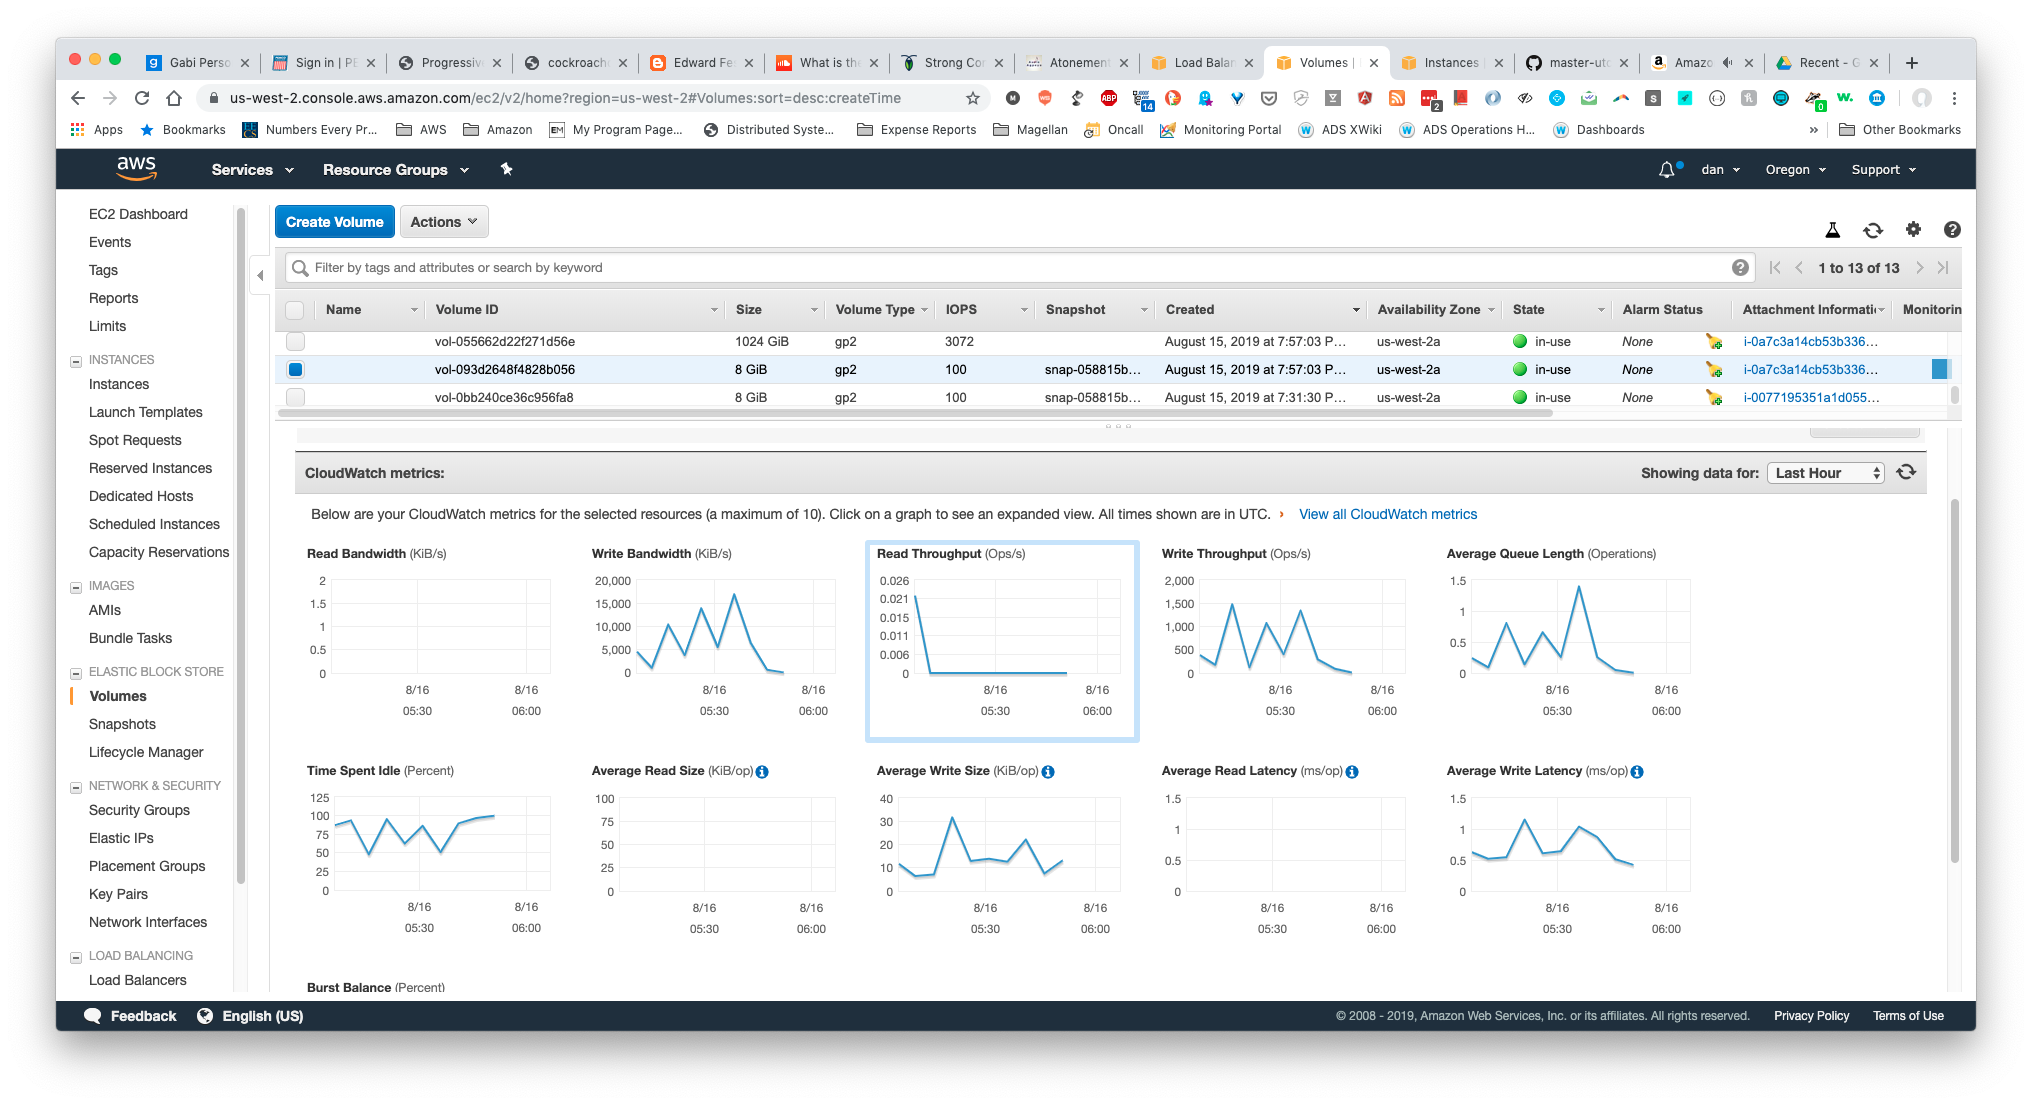 Gabi Perso
Sign in | PE
Progressiv
cockroach
Edward Fe
What is the
Strong Con
Atonement
Load Balan
Volumes |
Instances |
master-utc
Amazo
Recent - G
us-west-2.console.aws.amazon.com/ec2/v2/home?region=us-west-2#Volumes:sort=desc:createTime
ABP
14
2
0
Apps
Bookmarks
Numbers Every Pr...
AWS
Amazon
My Program Page...
Distributed Syste...
Expense Reports
Magellan
Oncall
Monitoring Portal
ADS XWiki
ADS Operations H...
Dashboards
»
Other Bookmarks
aws
Services
Resource Groups
dan
Oregon
Support
EC2 Dashboard
Events
Tags
Reports
Limits
INSTANCES
Instances
Launch Templates
Spot Requests
Reserved Instances
Dedicated Hosts
Scheduled Instances
Capacity Reservations
IMAGES
AMIs
Bundle Tasks
ELASTIC BLOCK STORE
Volumes
Snapshots
Lifecycle Manager
NETWORK & SECURITY
Security Groups
Elastic IPs
Placement Groups
Key Pairs
Network Interfaces
LOAD BALANCING
Load Balancers
Create Volume
Actions
Filter by tags and attributes or search by keyword
1 to 13 of 13
Name Volume ID Size Volume Type IOPS Snapshot Created Availability Zone State Alarm Status Attachment Informati Monitorin
vol-055662d22f271d56e 1024 GiB gp2 3072 August 15, 2019 at 7:57:03 P... us-west-2a in-use None i-0a7c3a14cb53b336...
vol-093d2648f4828b056 8 GiB gp2 100 snap-058815b... August 15, 2019 at 7:57:03 P... us-west-2a in-use None i-0a7c3a14cb53b336...
vol-0bb240ce36c956fa8 8 GiB gp2 100 snap-058815b... August 15, 2019 at 7:31:30 P... us-west-2a in-use None i-0077195351a1d055...
CloudWatch metrics:
Showing data for: Last Hour
Below are your CloudWatch metrics for the selected resources (a maximum of 10). Click on a graph to see an expanded view. All times shown are in UTC. › View all CloudWatch metrics
Read Bandwidth (KiB/s)
2
1.5
1
0.5
0
8/16 8/16
05:30 06:00
Write Bandwidth (KiB/s)
20,000
15,000
10,000
5,000
0
8/16 8/16
05:30 06:00
Read Throughput (Ops/s)
0.026
0.021
0.015
0.011
0.006
0
8/16 8/16
05:30 06:00
Write Throughput (Ops/s)
2,000
1,500
1,000
500
0
8/16 8/16
05:30 06:00
Average Queue Length (Operations)
1.5
1
0.5
0
8/16 8/16
05:30 06:00
Time Spent Idle (Percent)
125
100
75
50
25
0
8/16 8/16
05:30 06:00
Average Read Size (KiB/op)
100
75
50
25
0
8/16 8/16
05:30 06:00
Average Write Size (KiB/op)
40
30
20
10
0
8/16 8/16
05:30 06:00
Average Read Latency (ms/op)
1.5
1
0.5
0
8/16 8/16
05:30 06:00
Average Write Latency (ms/op)
1.5
1
0.5
0
8/16 8/16
05:30 06:00
Burst Balance (Percent)
Feedback
English (US)
© 2008 - 2019, Amazon Web Services, Inc. or its affiliates. All rights reserved.
Privacy Policy
Terms of Use